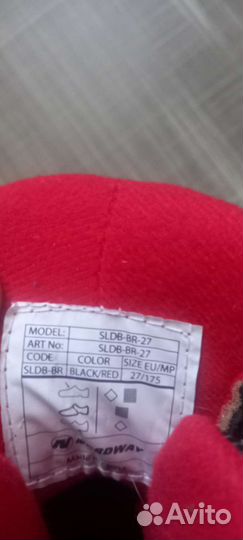 MODEL: SLDB-BR-27
ART No: SLDB-BR-27
CODE: COLOR SIZE EU/MP
SLDB-BR BLACK/RED 27/175
NORDWAY
Avito